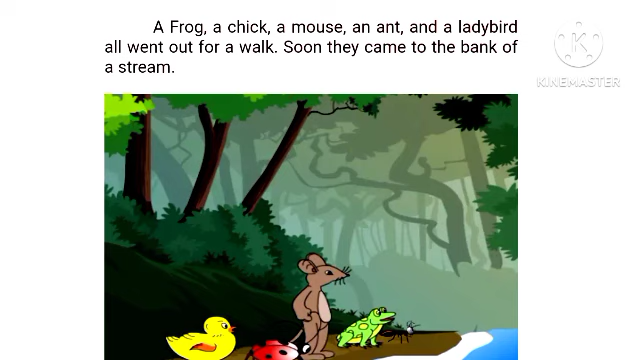 A Frog, a chick, a mouse, an ant, and a ladybird
all went out for a walk. Soon they came to the bank of
a stream.
KINEMASTER